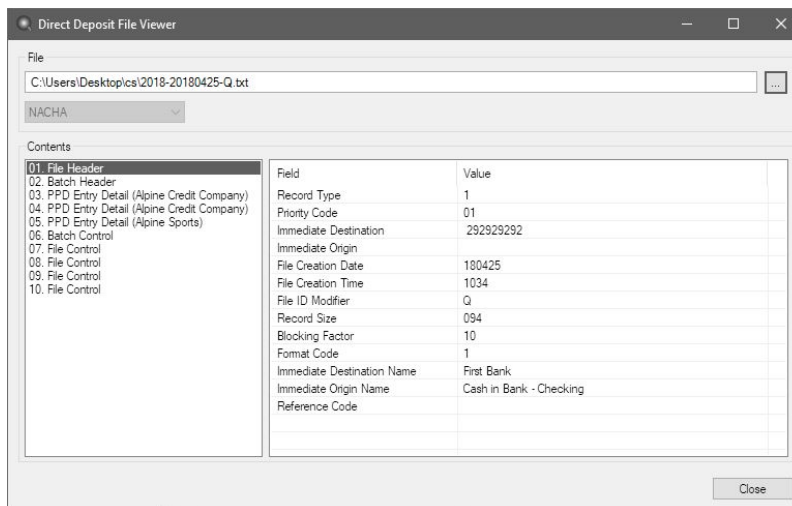 Direct Deposit File Viewer
File
C:\Users\Desktop\cs\2018-20180425-Q.txt
...
NACHA
Contents
01. File Header
02. Batch Header
03. PPD Entry Detail (Alpine Credit Company)
04. PPD Entry Detail (Alpine Credit Company)
05. PPD Entry Detail (Alpine Sports)
06. Batch Control
07. File Control
08. File Control
09. File Control
10. File Control
Field Value
Record Type 1
Priority Code 01
Immediate Destination 292929292
Immediate Origin
File Creation Date 180425
File Creation Time 1034
File ID Modifier Q
Record Size 094
Blocking Factor 10
Format Code 1
Immediate Destination Name First Bank
Immediate Origin Name Cash in Bank - Checking
Reference Code
Close